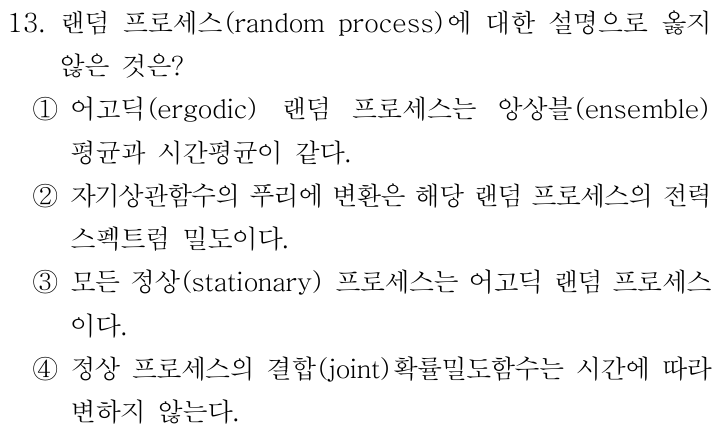 13. 랜덤 프로세스(random process)에 대한 설명으로 옳지
않은 것은?
① 어고딕(ergodic) 랜덤 프로세스는 앙상블(ensemble)
평균과 시간평균이 같다.
② 자기상관함수의 푸리에 변환은 해당 랜덤 프로세스의 전력
스펙트럼 밀도이다.
③ 모든 정상(stationary) 프로세스는 어고딕 랜덤 프로세스
이다.
④ 정상 프로세스의 결합(joint)확률밀도함수는 시간에 따라
변하지 않는다.